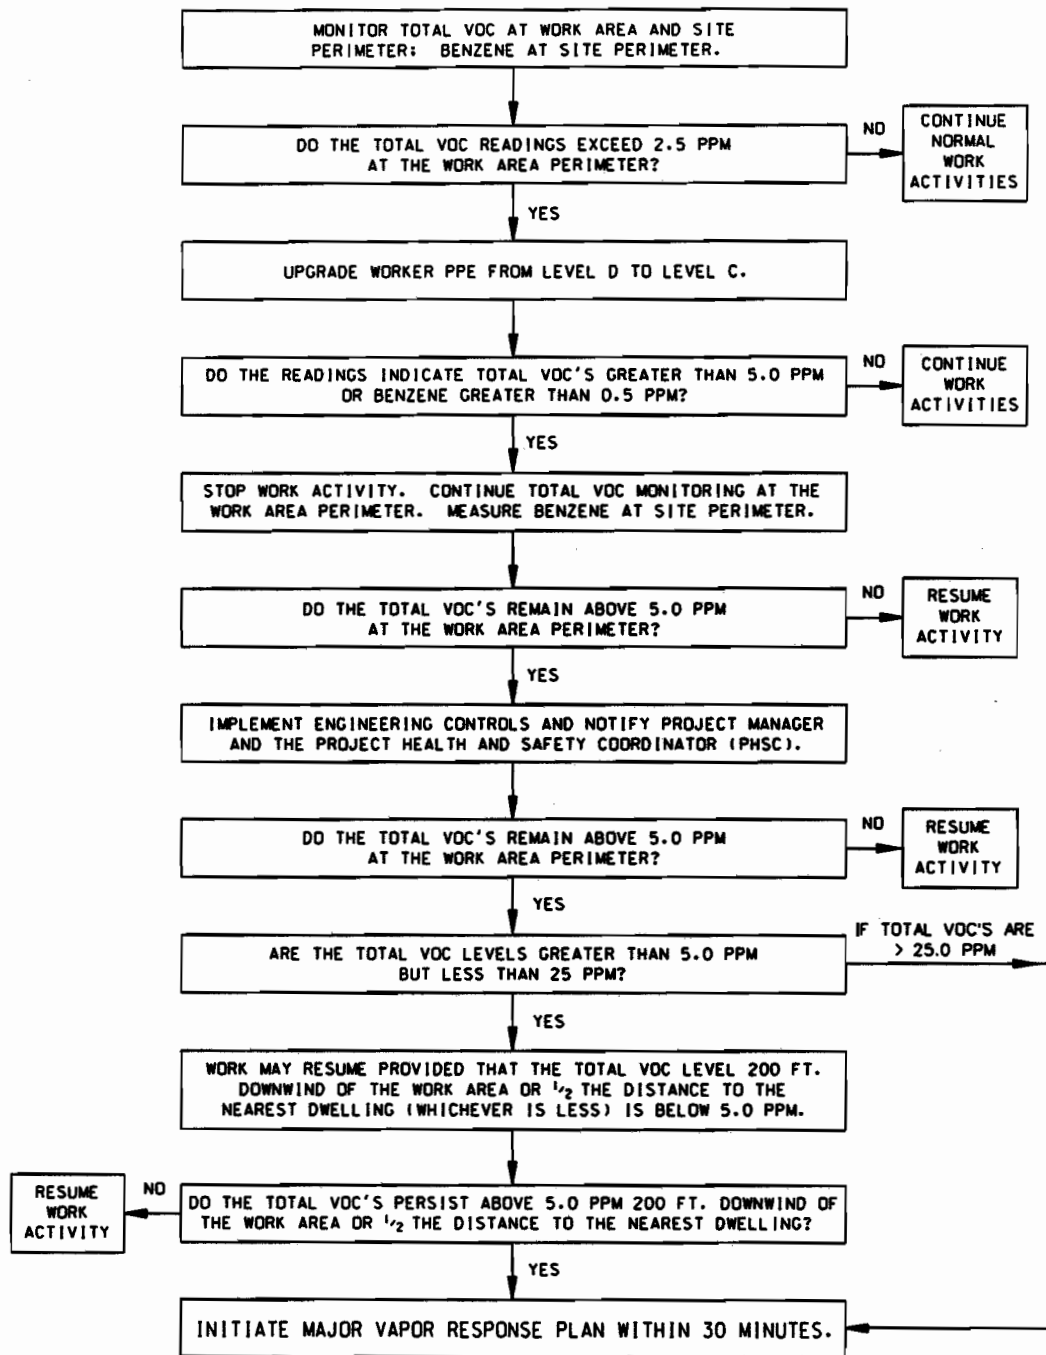 MONITOR TOTAL VOC AT WORK AREA AND SITE
PERIMETER: BENZENE AT SITE PERIMETER.
DO THE TOTAL VOC READINGS EXCEED 2.5 PPM
AT THE WORK AREA PERIMETER?
NO
CONTINUE
NORMAL
WORK
ACTIVITIES
YES
UPGRADE WORKER PPE FROM LEVEL D TO LEVEL C.
DO THE READINGS INDICATE TOTAL VOC'S GREATER THAN 5.0 PPM
OR BENZENE GREATER THAN 0.5 PPM?
NO
CONTINUE
WORK
ACTIVITIES
YES
STOP WORK ACTIVITY. CONTINUE TOTAL VOC MONITORING AT THE
WORK AREA PERIMETER. MEASURE BENZENE AT SITE PERIMETER.
DO THE TOTAL VOC'S REMAIN ABOVE 5.0 PPM
AT THE WORK AREA PERIMETER?
NO
RESUME
WORK
ACTIVITY
YES
IMPLEMENT ENGINEERING CONTROLS AND NOTIFY PROJECT MANAGER
AND THE PROJECT HEALTH AND SAFETY COORDINATOR (PHSC).
DO THE TOTAL VOC'S REMAIN ABOVE 5.0 PPM
AT THE WORK AREA PERIMETER?
NO
RESUME
WORK
ACTIVITY
YES
ARE THE TOTAL VOC LEVELS GREATER THAN 5.0 PPM
BUT LESS THAN 25 PPM?
IF TOTAL VOC'S ARE
> 25.0 PPM
YES
WORK MAY RESUME PROVIDED THAT THE TOTAL VOC LEVEL 200 FT.
DOWNWIND OF THE WORK AREA OR 1/2 THE DISTANCE TO THE
NEAREST DWELLING (WHICHEVER IS LESS) IS BELOW 5.0 PPM.
DO THE TOTAL VOC'S PERSIST ABOVE 5.0 PPM 200 FT. DOWNWIND OF
THE WORK AREA OR 1/2 THE DISTANCE TO THE NEAREST DWELLING?
NO
RESUME
WORK
ACTIVITY
YES
INITIATE MAJOR VAPOR RESPONSE PLAN WITHIN 30 MINUTES.